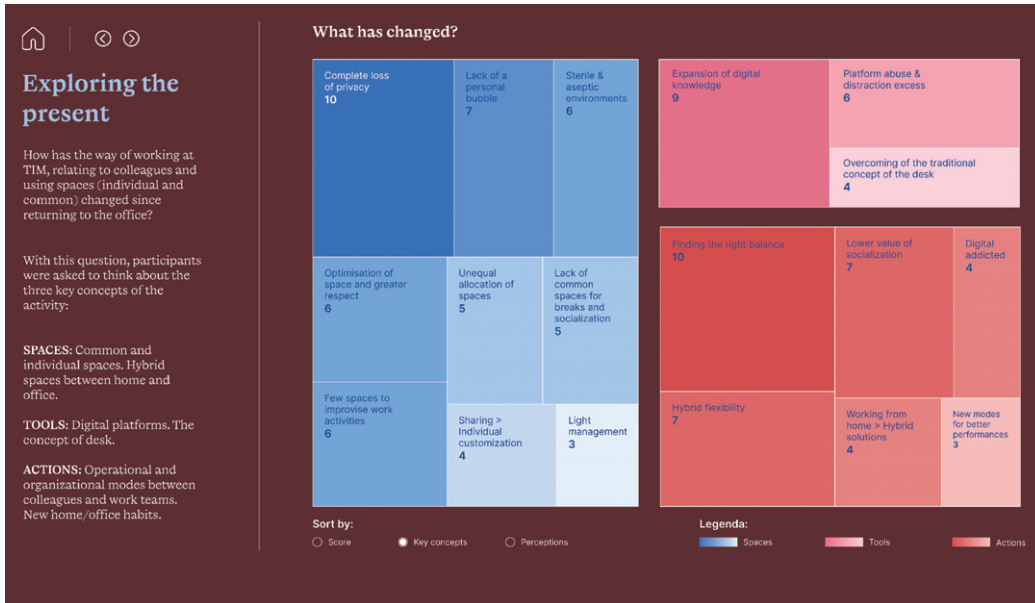 Exploring the
present
How has the way of working at
TIM, relating to colleagues and
using spaces (individual and
common) changed since
returning to the office?
With this question, participants
were asked to think about the
three key concepts of the
activity:
SPACES: Common and
individual spaces. Hybrid
spaces between home and
office.
TOOLS: Digital platforms. The
concept of desk.
ACTIONS: Operational and
organizational modes between
colleagues and work teams.
New home/office habits.
What has changed?
Complete loss
of privacy
10
Lack of a
personal
bubble
7
Sterile &
aseptic
environments
6
Optimisation of
space and greater
respect
6
Unequal
allocation of
spaces
5
Lack of
common
spaces for
breaks and
socialization
5
Few spaces to
improvise work
activities
6
Sharing >
Individual
customization
4
Light
management
3
Expansion of digital
knowledge
9
Platform abuse &
distraction excess
6
Overcoming of the traditional
concept of the desk
4
Finding the right balance
10
Lower value of
socialization
7
Digital
addicted
4
Hybrid flexibility
7
Working from
home > Hybrid
solutions
4
New modes
for better
performances
3
Sort by:
Score
Key concepts
Perceptions
Legenda:
Spaces
Tools
Actions